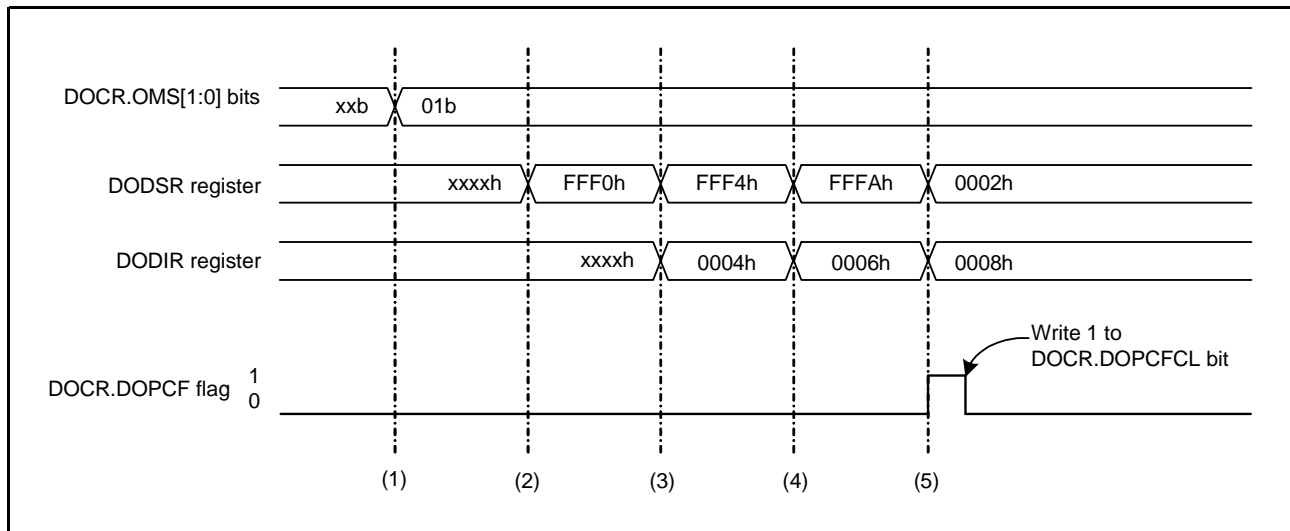 DOCR.OMS[1:0] bits xxb 01b
DODSR register xxxxh FFF0h FFF4h FFFAh 0002h
DODIR register xxxxh 0004h 0006h 0008h
Write 1 to
DOCR.DOPCFCL bit
DOCR.DOPCF flag 1
0
(1) (2) (3) (4) (5)